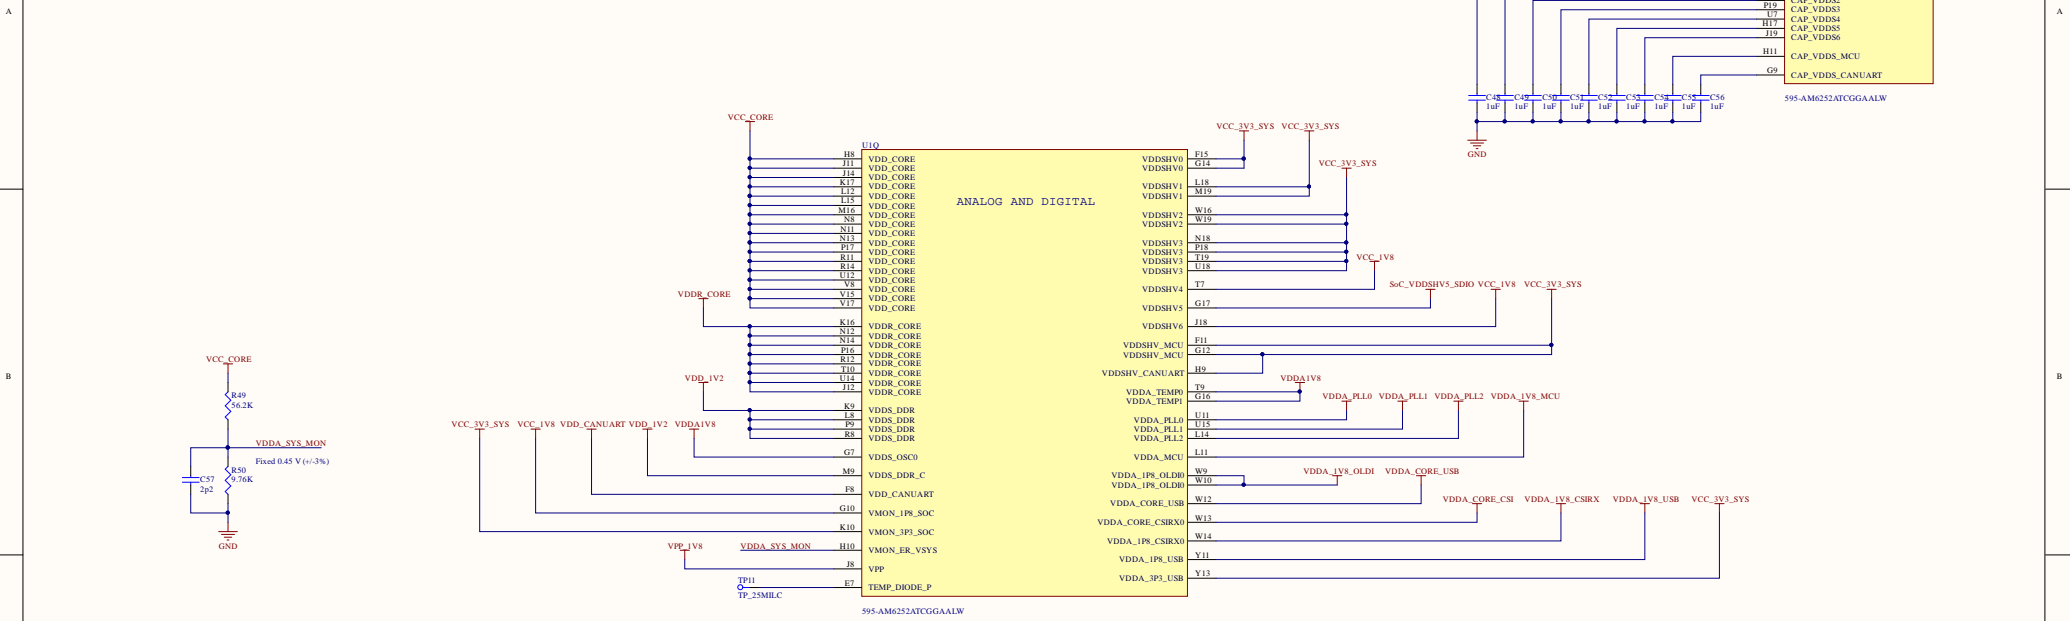 A
A
CAP_VDDS2
P19 CAP_VDDS3
U7 CAP_VDDS4
H17 CAP_VDDS5
J19 CAP_VDDS6
H11 CAP_VDDS_MCU
G9 CAP_VDDS_CANUART
595-AM6252ATCGGAALW
C48 C49 C50 C51 C52 C53 C54 C55 C56
1uF 1uF 1uF 1uF 1uF 1uF 1uF 1uF 1uF
GND
VCC_CORE
VCC_3V3_SYS VCC_3V3_SYS
VCC_3V3_SYS
U1Q
ANALOG AND DIGITAL
H8 VDD_CORE
J11 VDD_CORE
J14 VDD_CORE
K17 VDD_CORE
L12 VDD_CORE
L15 VDD_CORE
M16 VDD_CORE
N8 VDD_CORE
N11 VDD_CORE
N13 VDD_CORE
P17 VDD_CORE
R11 VDD_CORE
R14 VDD_CORE
U12 VDD_CORE
V8 VDD_CORE
V15 VDD_CORE
V17 VDD_CORE
VDDR_CORE
K16 VDDR_CORE
N12 VDDR_CORE
N14 VDDR_CORE
P16 VDDR_CORE
R12 VDDR_CORE
T10 VDDR_CORE
U14 VDDR_CORE
J12 VDDR_CORE
VDD_1V2
K9 VDDS_DDR
L8 VDDS_DDR
P9 VDDS_DDR
R8 VDDS_DDR
VCC_3V3_SYS VCC_1V8 VDD_CANUART VDD_1V2 VDDA1V8
G7 VDDS_OSC0
M9 VDDS_DDR_C
F8 VDD_CANUART
G10 VMON_1P8_SOC
K10 VMON_3P3_SOC
VDDA_SYS_MON H10 VMON_ER_VSYS
VPP_1V8
J8 VPP
TP11
TP_25MILC
E7 TEMP_DIODE_P
595-AM6252ATCGGAALW
VDDSHV0 F15
VDDSHV0 G14
VDDSHV1 L18
VDDSHV1 M19
VDDSHV2 W16
VDDSHV2 W19
VDDSHV3 N18
VDDSHV3 P18
VDDSHV3 T19
VDDSHV3 U18
VCC_1V8
VDDSHV4 T7
SoC_VDDSHV5_SDIO VCC_1V8 VCC_3V3_SYS
VDDSHV5 G17
VDDSHV6 J18
VDDSHV_MCU F11
VDDSHV_MCU G12
VDDSHV_CANUART H9
VDDA1V8
VDDA_TEMP0 T9
VDDA_TEMP1 G16
VDDA_PLL0 VDDA_PLL1 VDDA_PLL2 VDDA_1V8_MCU
VDDA_PLL0 U11
VDDA_PLL1 U15
VDDA_PLL2 L14
VDDA_MCU L11
VDDA_1V8_OLDI VDDA_CORE_USB
VDDA_1P8_OLDI0 W9
VDDA_1P8_OLDI0 W10
VDDA_CORE_USB W12
VDDA_CORE_CSI VDDA_1V8_CSIRX VDDA_1V8_USB VCC_3V3_SYS
VDDA_CORE_CSIRX0 W13
VDDA_1P8_CSIRX0 W14
VDDA_1P8_USB Y11
VDDA_3P3_USB Y13
B
B
VCC_CORE
R49
56.2K
VDDA_SYS_MON
Fixed 0.45 V (+/-3%)
R50
9.76K
C57
2p2
GND